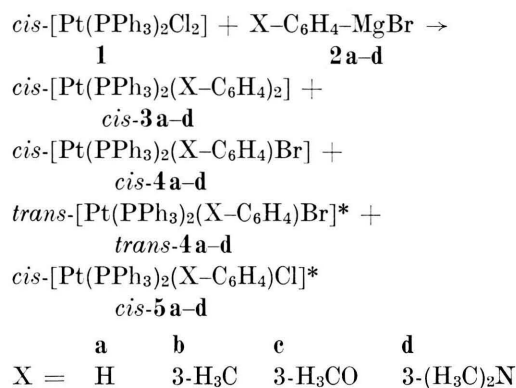 cis-[Pt(PPh₃)₂Cl₂] + X–C₆H₄–MgBr →
1 2a–d
cis-[Pt(PPh₃)₂(X–C₆H₄)₂] +
cis-3a–d
cis-[Pt(PPh₃)₂(X–C₆H₄)Br] +
cis-4a–d
trans-[Pt(PPh₃)₂(X–C₆H₄)Br]* +
trans-4a–d
cis-[Pt(PPh₃)₂(X–C₆H₄)Cl]*
cis-5a–d
a b c d
X = H 3-H₃C 3-H₃CO 3-(H₃C)₂N